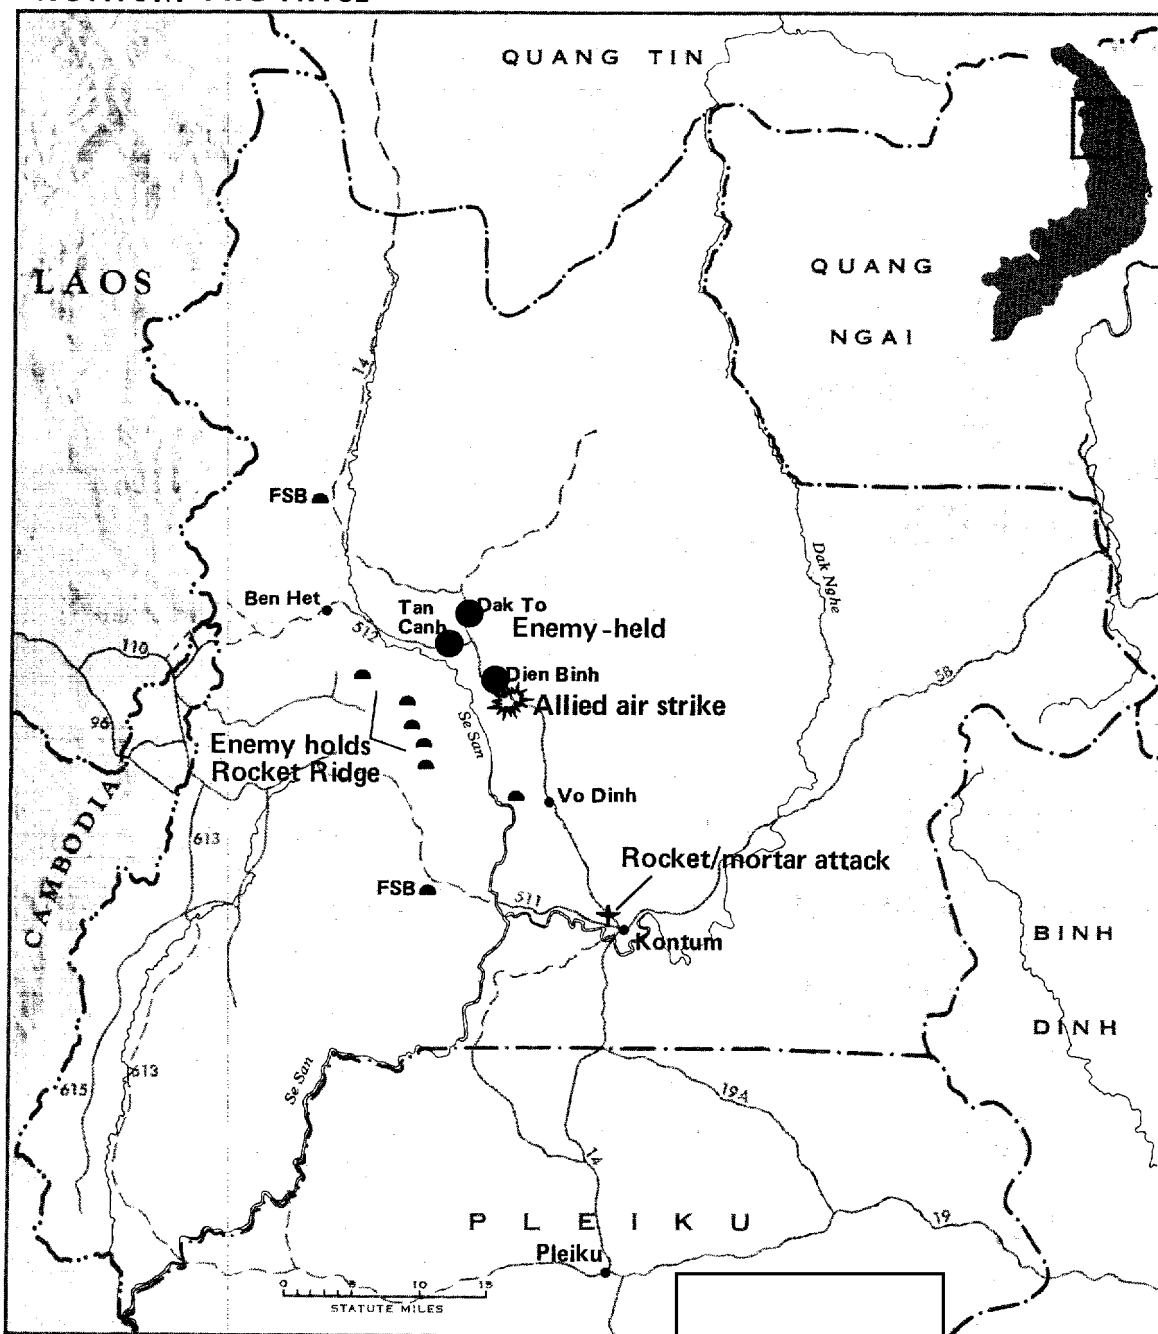 QUANG TIN
LAOS
QUANG
NGAI
14
FSB
Dak Nghe
Ben Het
Tan
Canh
Dak To
Enemy-held
512
110
58
Dien Binh
Allied air strike
96
Se San
Enemy holds
Rocket Ridge
Vo Dinh
CAMBODIA
613
Rocket/mortar attack
FSB
511
Kontum
BINH
DINH
615
613
Se San
19A
14
PLEIKU
19
Pleiku
0 5 10 15
STATUTE MILES